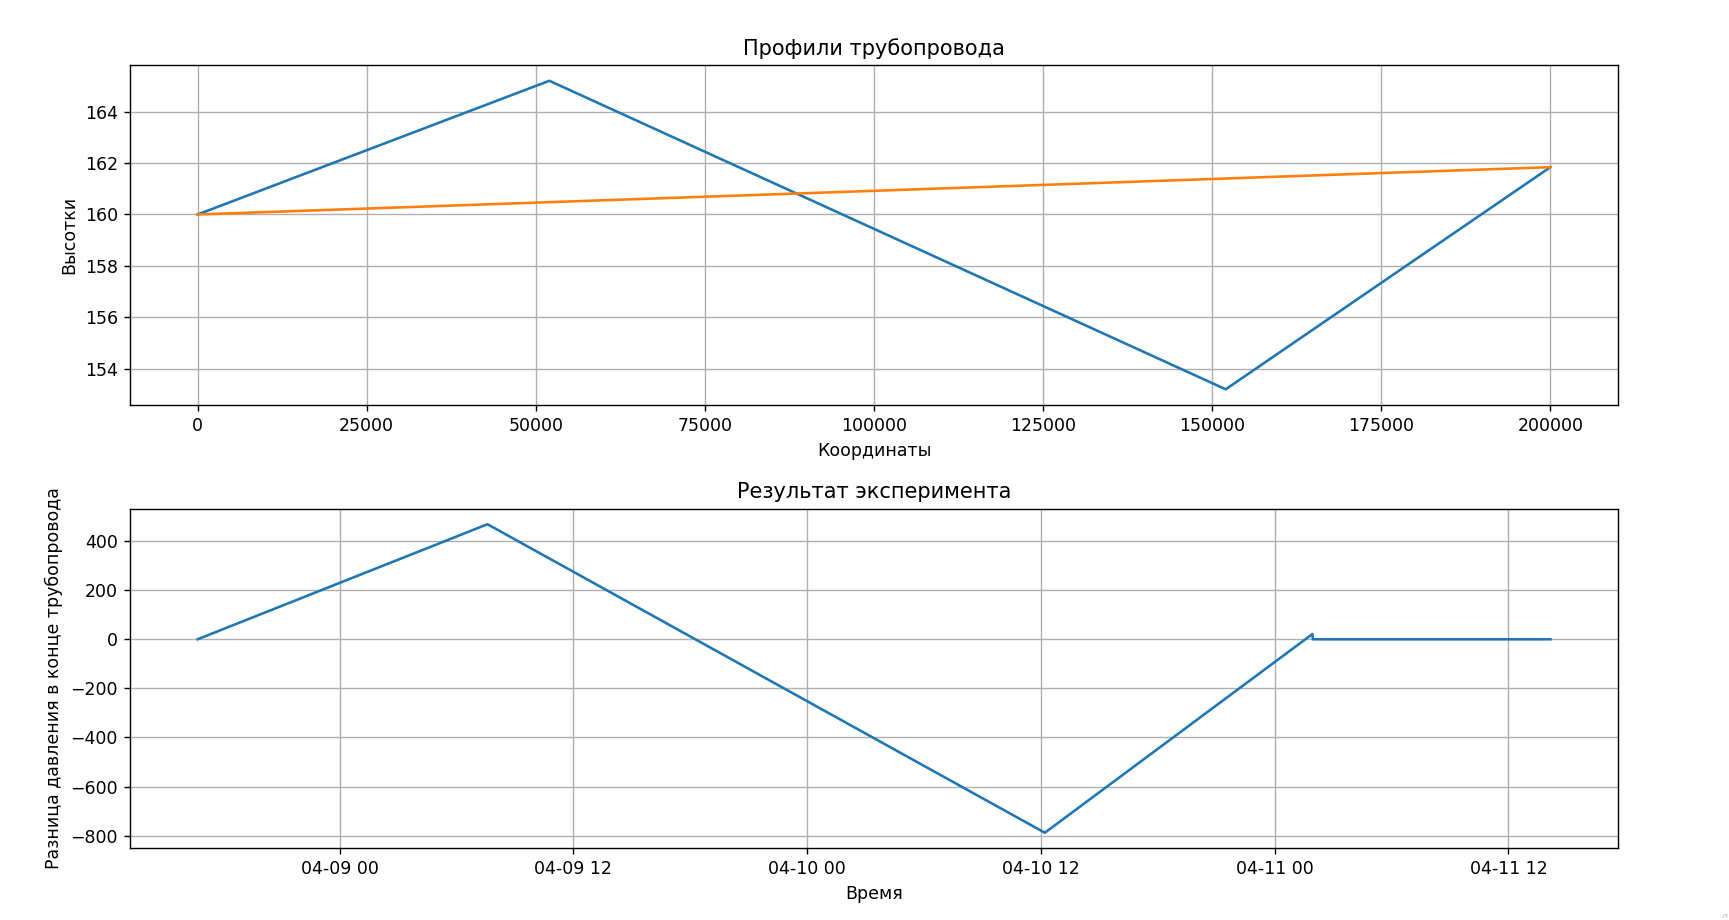 Профили трубопровода
164
162
160
158
156
154
Высотки
0 25000 50000 75000 100000 125000 150000 175000 200000
Координаты
Результат эксперимента
400
200
0
−200
−400
−600
−800
Разница давления в конце трубопровода
04-09 00 04-09 12 04-10 00 04-10 12 04-11 00 04-11 12
Время